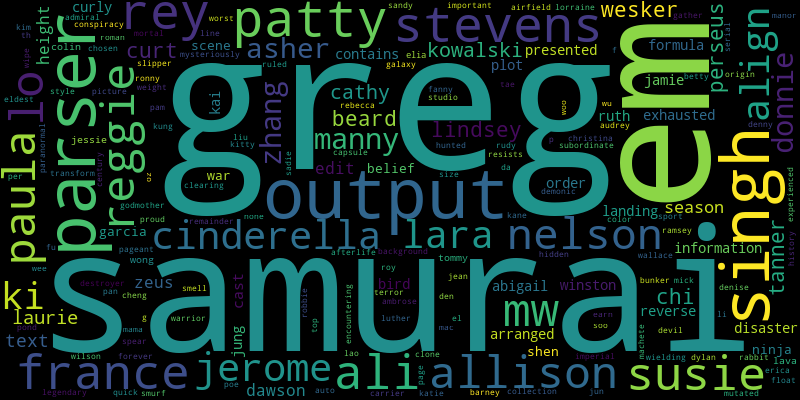 greg
samurai
em
output
singh
parser
rey
patty
stevens
wesker
align
perseus
donnie
curly
admiral
conspiracy
curt
asher
contains
kowalski
presented
formula
jamie
betty
origin
serial
manor
kim
th
height
colin
chosen
roman
line
mortal
worst
sandy
important
airfield
lorraine
gather
mysteriously
scene
elia
galaxy
plot
lo
reggie
style
picture
ronny
slipper
ruled
weight
pam
kung
wipe
eldest
jessie
zhang
kai
cathy
beard
manny
rebecca
studio
fanny
lindsey
ruth
exhausted
christina
subordinate
audrey
wu
woo
denny
p
f
tae
hunted
rudy
resists
da
capsule
edit
belief
size
demonic
order
war
clearing
liu
kitty
sadie
paula
paranormal
per
transform
century
oz
godmother
proud
remainder
none
kane
landing
season
color
sport
ramsey
experienced
history
tanner
garcia
cinderella
lara
nelson
hidden
wallace
information
fu
wee
pageant
wong
afterlife
background
tommy
jean
roy
bird
terror
ambrose
den
el
abigail
winston
earn
chi
reverse
bunker
mick
denise
li
disaster
ki
laurie
text
pan
cheng
zeus
smell
destroyer
cast
robbie
top
encountering
luther
mac
mw
arranged
shen
soo
imperial
devil
machete
ninja
lava
pond
mama
spear
g
warrior
jung
lao
clone
page
france
wilson
forever
jerome
ali
allison
susie
wielding
dylan
rabbit
erica
float
mutated
legendary
quick
smurf
poe
dawson
auto
carrier
katie
barney
collection
jun